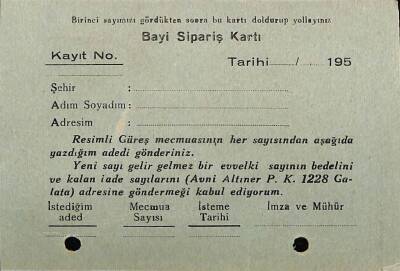 Birinci sayımızı gördükten sonra bu kartı doldurup yollayınız
Bayi Sipariş Kartı
Kayıt No.
Tarihi ....../...... 195
Şehir :
Adım Soyadım :
Adresim :
Resimli Güreş mecmuasının her sayısından aşağıda
yazdığım adedi gönderiniz.
Yeni sayı gelir gelmez bir evvelki sayının bedelini
ve kalan iade sayılarını (Avni Altıner P. K. 1228 Ga-
lata) adresine göndermeği kabul ediyorum.
İstediğim aded
Mecmua Sayısı
İsteme Tarihi
İmza ve Mühür